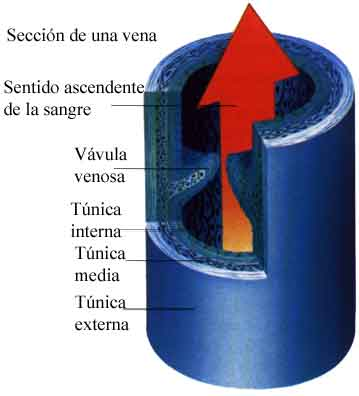 Sección de una vena
Sentido ascendente
de la sangre
Vávula
venosa
Túnica
interna
Túnica
media
Túnica
externa